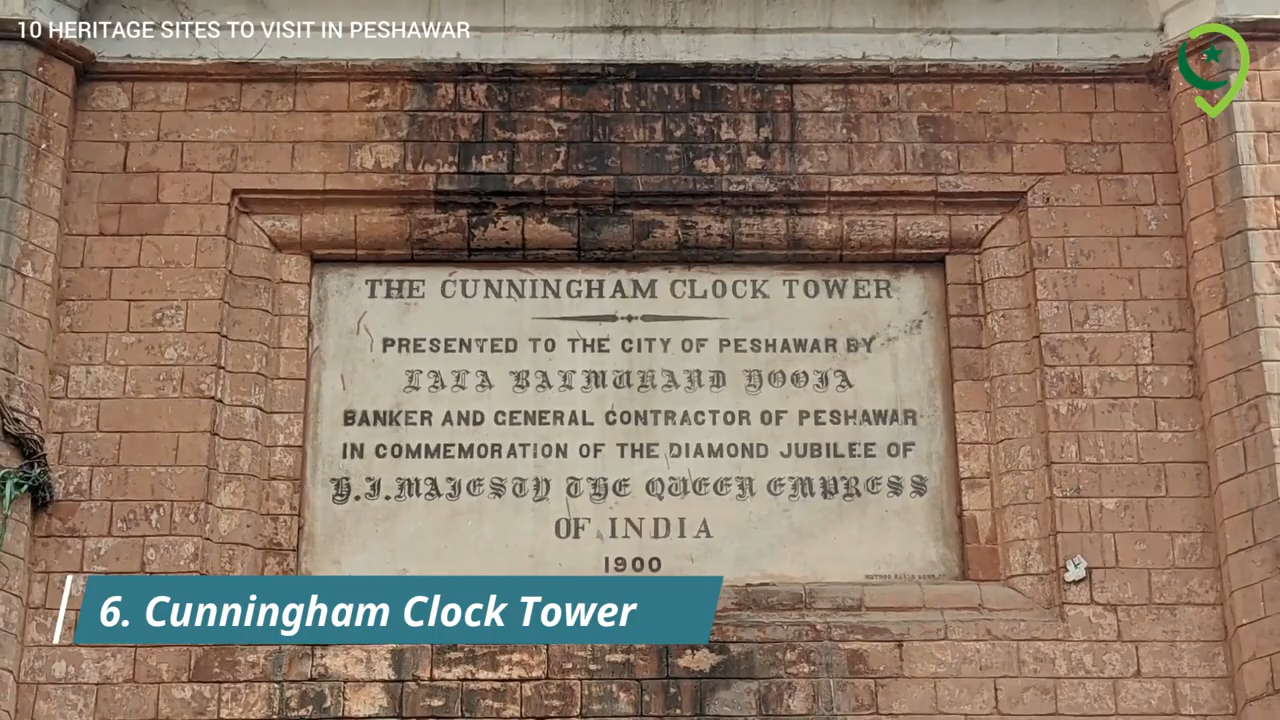 10 HERITAGE SITES TO VISIT IN PESHAWAR
THE CUNNINGHAM CLOCK TOWER
PRESENTED TO THE CITY OF PESHAWAR BY
LALA BALMUKAND HOOJA
BANKER AND GENERAL CONTRACTOR OF PESHAWAR
IN COMMEMORATION OF THE DIAMOND JUBILEE OF
H.I.MAJESTY THE QUEEN EMPRESS
OF INDIA
1900
6. Cunningham Clock Tower